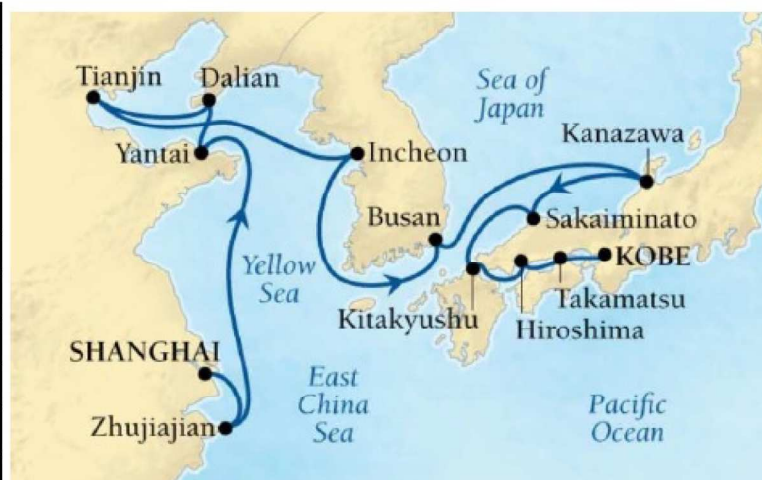 Tianjin
Dalian
Sea of
Japan
Kanazawa
Yantai
Incheon
Busan
Sakaiminato
Yellow
Sea
KOBE
Kitakyushu
Takamatsu
Hiroshima
SHANGHAI
East
China
Sea
Pacific
Ocean
Zhujiajian